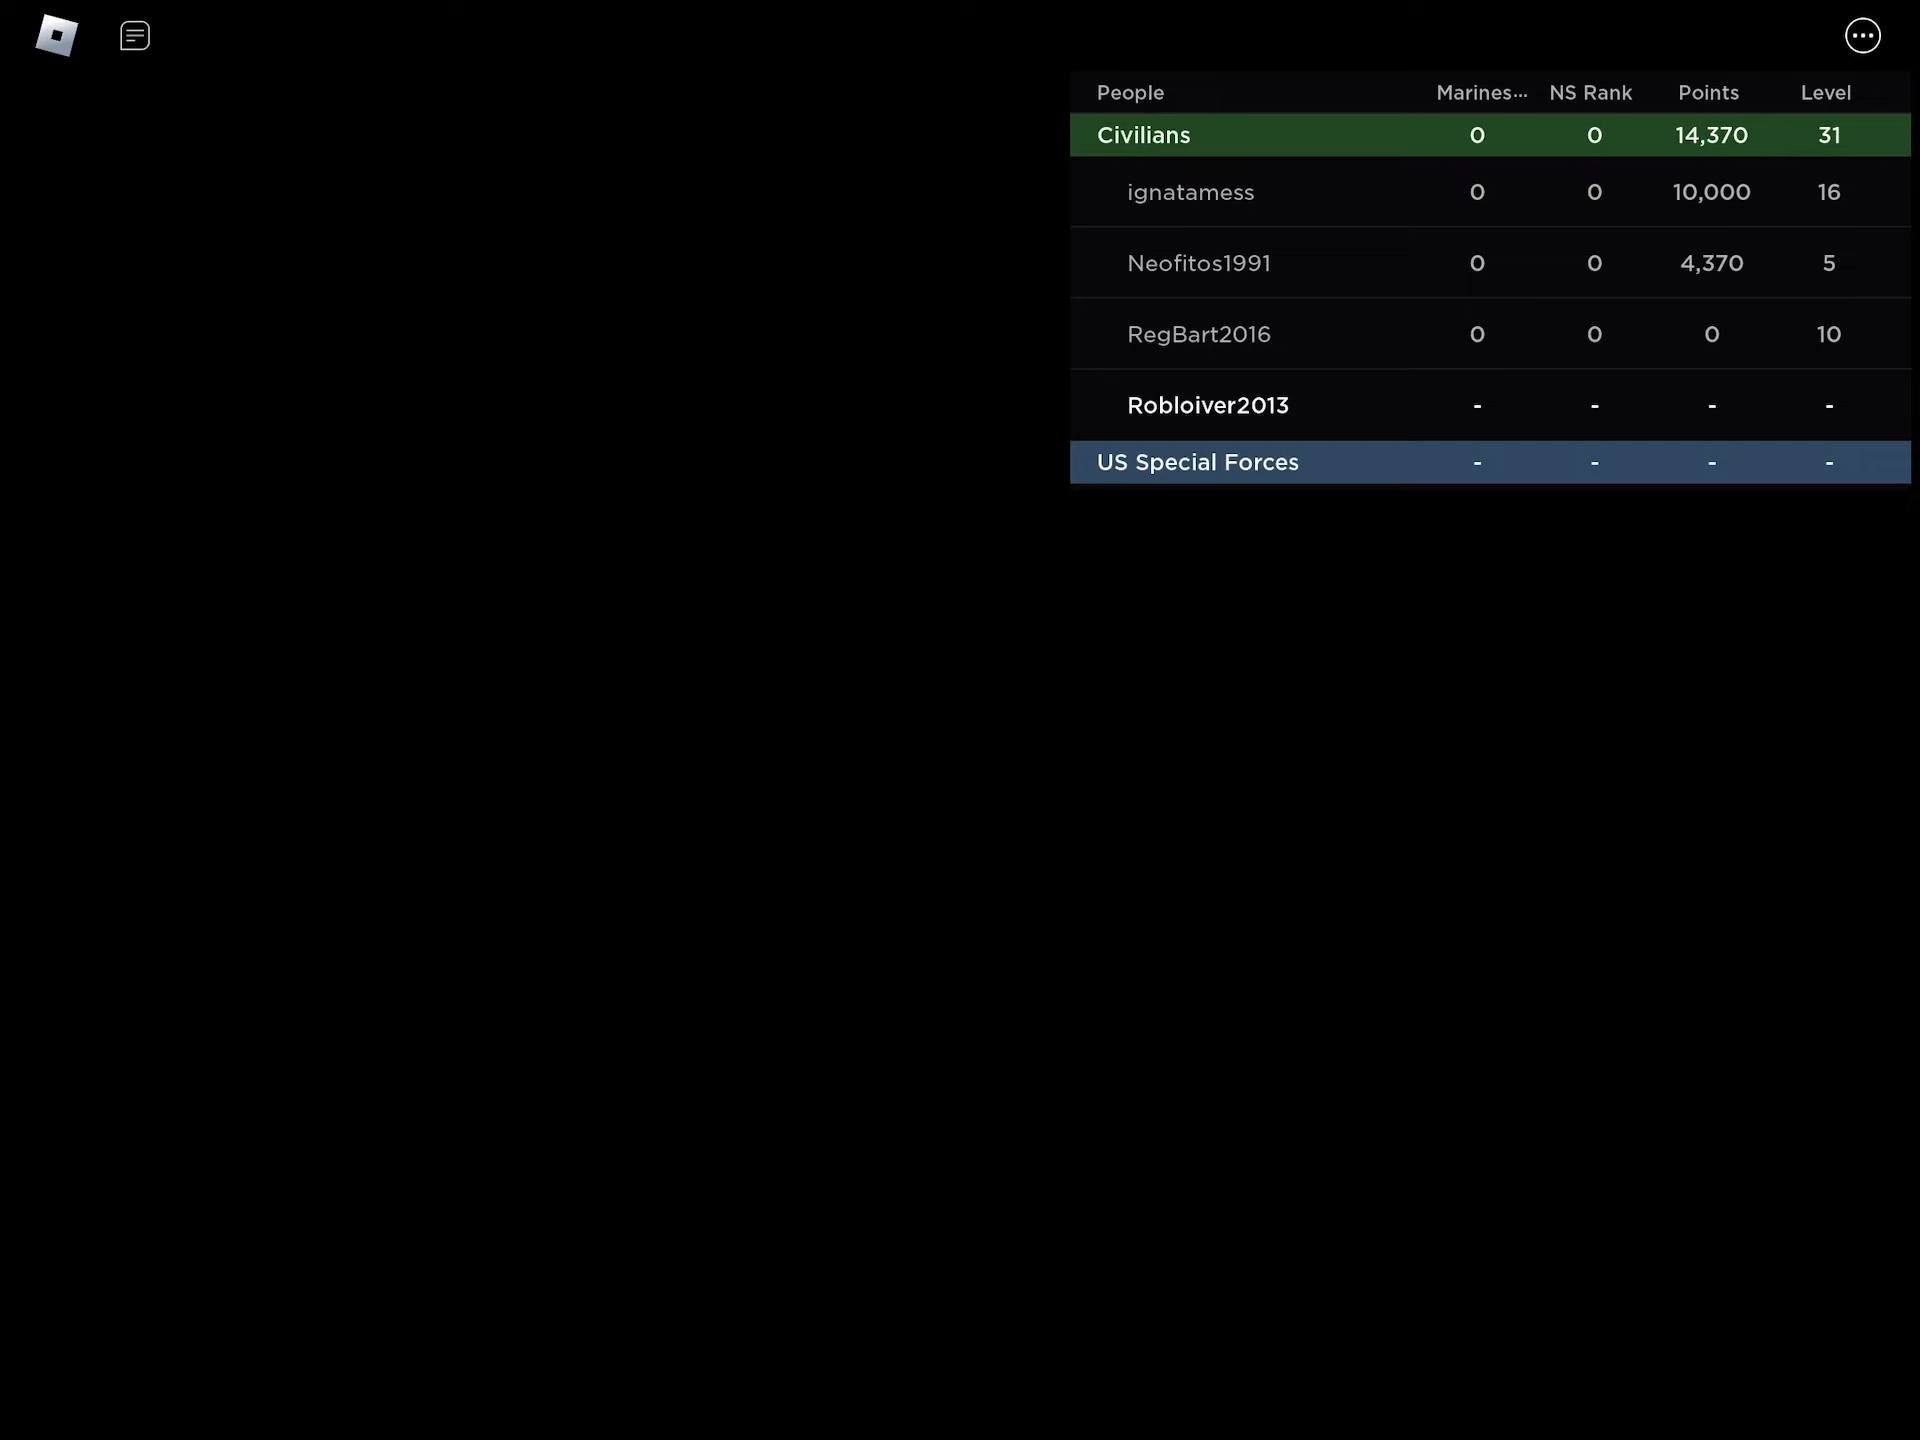 People Marines... NS Rank Points Level
Civilians 0 0 14,370 31
ignatamess 0 0 10,000 16
Neofitos1991 0 0 4,370 5
RegBart2016 0 0 0 10
Robloiver2013 - - - -
US Special Forces - - - -